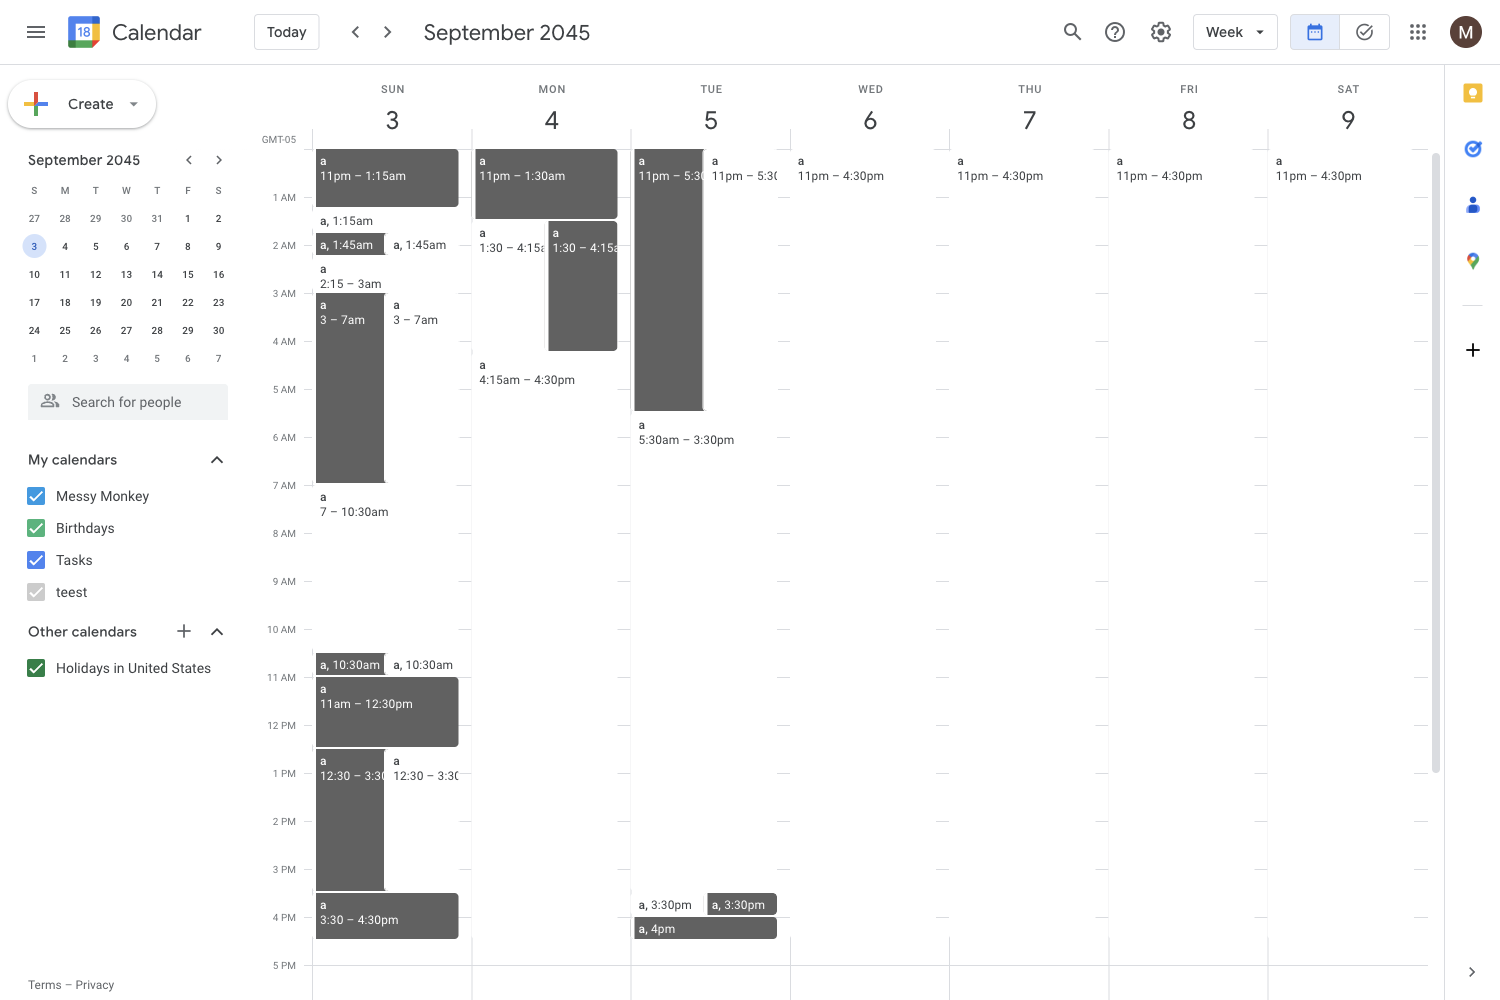 18 Calendar Today September 2045 Week M
Create
September 2045
S M T W T F S
27 28 29 30 31 1 2
3 4 5 6 7 8 9
10 11 12 13 14 15 16
17 18 19 20 21 22 23
24 25 26 27 28 29 30
1 2 3 4 5 6 7
Search for people
My calendars
Messy Monkey
Birthdays
Tasks
teest
Other calendars
Holidays in United States
Terms – Privacy
SUN MON TUE WED THU FRI SAT
3 4 5 6 7 8 9
GMT-05
1 AM
2 AM
3 AM
4 AM
5 AM
6 AM
7 AM
8 AM
9 AM
10 AM
11 AM
12 PM
1 PM
2 PM
3 PM
4 PM
5 PM
a
11pm – 1:15am
a, 1:15am
a, 1:45am
a, 1:45am
a
2:15 – 3am
a
3 – 7am
a
3 – 7am
a
7 – 10:30am
a, 10:30am
a, 10:30am
a
11am – 12:30pm
a
12:30 – 3:30
a
12:30 – 3:30
a
3:30 – 4:30pm
a
11pm – 1:30am
a
1:30 – 4:15a
a
1:30 – 4:15a
a
4:15am – 4:30pm
a
11pm – 5:30
a
11pm – 5:30
a
5:30am – 3:30pm
a, 3:30pm
a, 3:30pm
a, 4pm
a
11pm – 4:30pm
a
11pm – 4:30pm
a
11pm – 4:30pm
a
11pm – 4:30pm